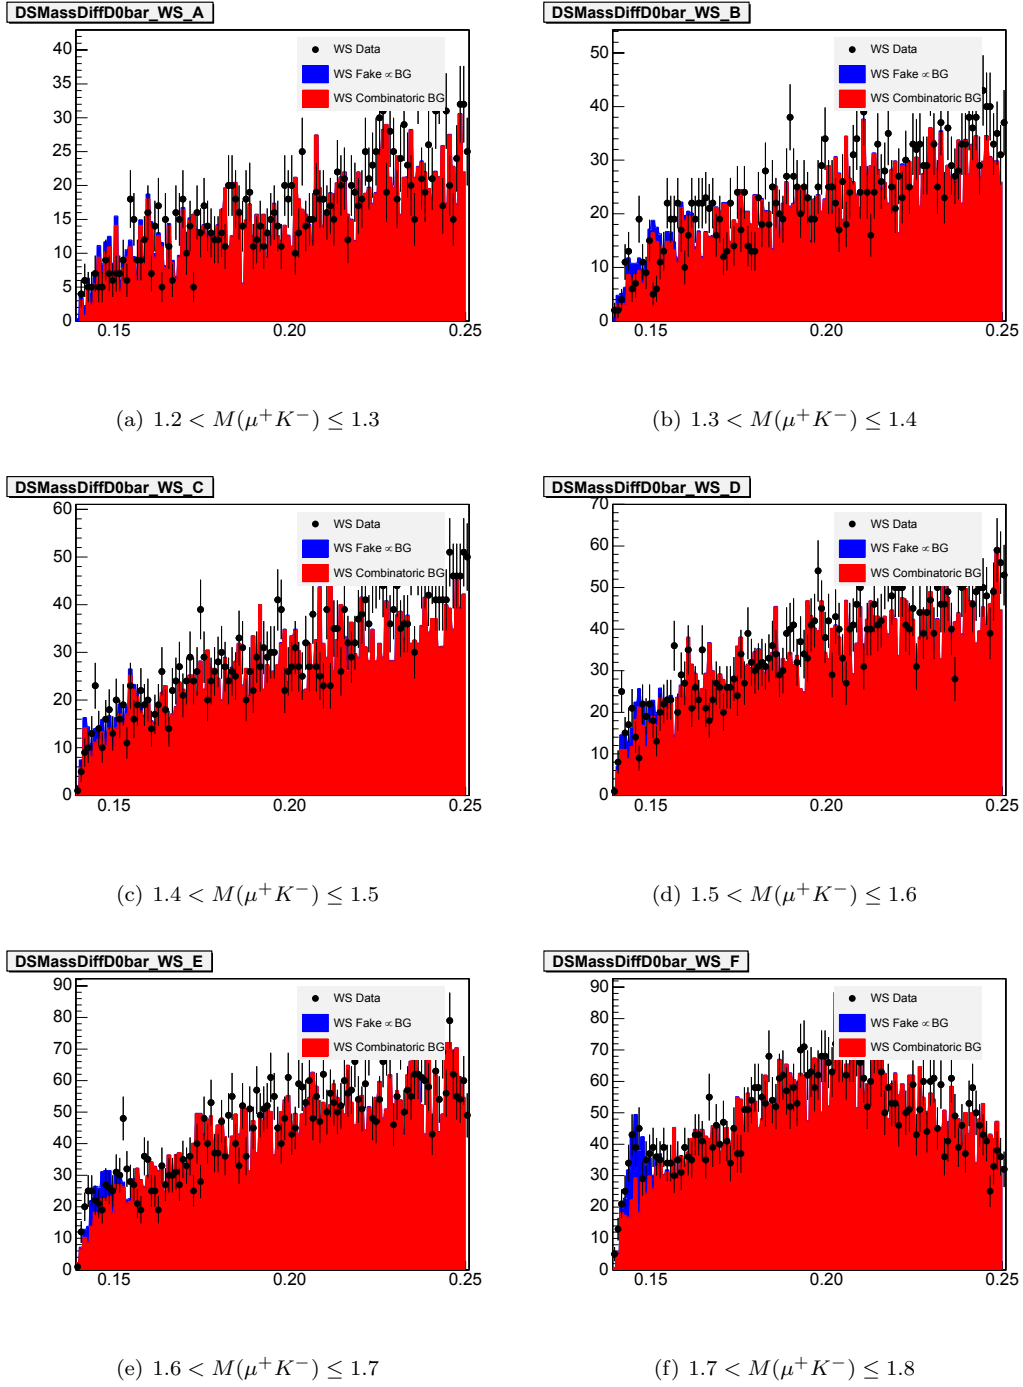 DSMassDiffD0bar_WS_A
WS Data
WS Fake ∝ BG
WS Combinatoric BG
40
35
30
25
20
15
10
5
0
0.15 0.20 0.25
(a) 1.2 < M(μ⁺K⁻) ≤ 1.3
DSMassDiffD0bar_WS_B
WS Data
WS Fake ∝ BG
WS Combinatoric BG
50
40
30
20
10
0
0.15 0.20 0.25
(b) 1.3 < M(μ⁺K⁻) ≤ 1.4
DSMassDiffD0bar_WS_C
WS Data
WS Fake ∝ BG
WS Combinatoric BG
60
50
40
30
20
10
0
0.15 0.20 0.25
(c) 1.4 < M(μ⁺K⁻) ≤ 1.5
DSMassDiffD0bar_WS_D
WS Data
WS Fake ∝ BG
WS Combinatoric BG
70
60
50
40
30
20
10
0
0.15 0.20 0.25
(d) 1.5 < M(μ⁺K⁻) ≤ 1.6
DSMassDiffD0bar_WS_E
WS Data
WS Fake ∝ BG
WS Combinatoric BG
90
80
70
60
50
40
30
20
10
0
0.15 0.20 0.25
(e) 1.6 < M(μ⁺K⁻) ≤ 1.7
DSMassDiffD0bar_WS_F
WS Data
WS Fake ∝ BG
WS Combinatoric BG
90
80
70
60
50
40
30
20
10
0
0.15 0.20 0.25
(f) 1.7 < M(μ⁺K⁻) ≤ 1.8